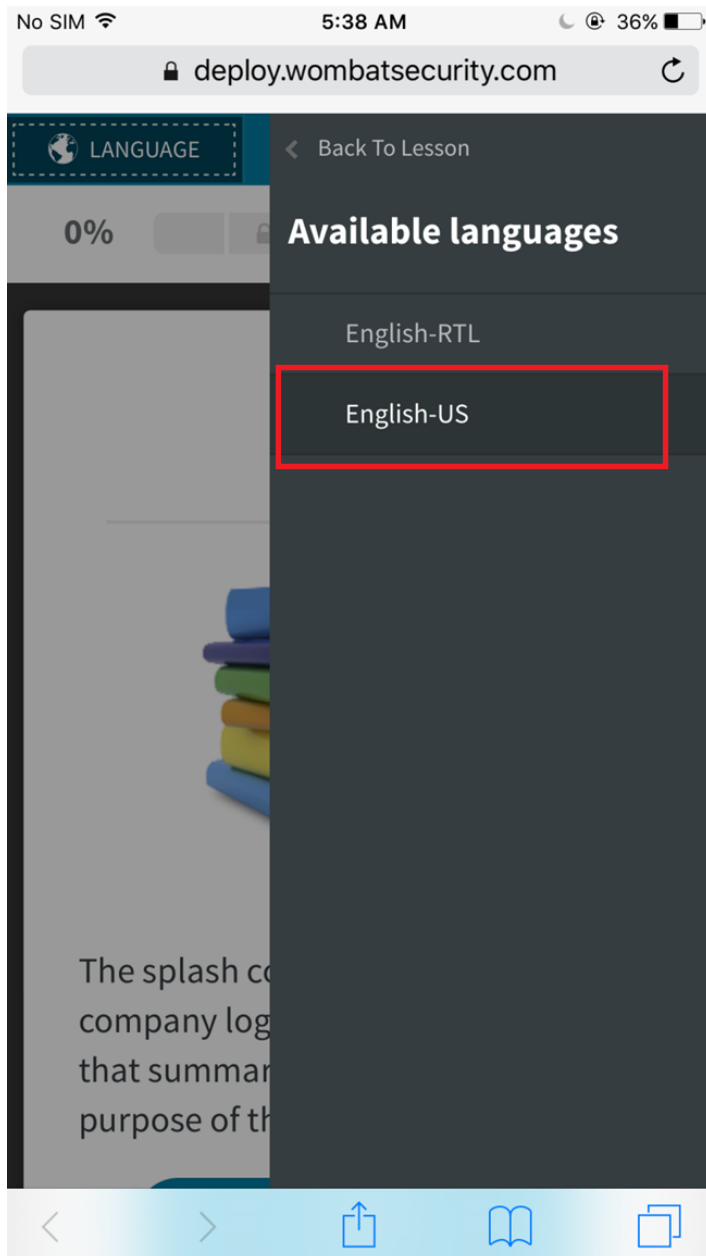 No SIM 5:38 AM 36%
deploy.wombatsecurity.com
LANGUAGE
Back To Lesson
0%
Available languages
English-RTL
English-US
The splash co
company log
that summar
purpose of th